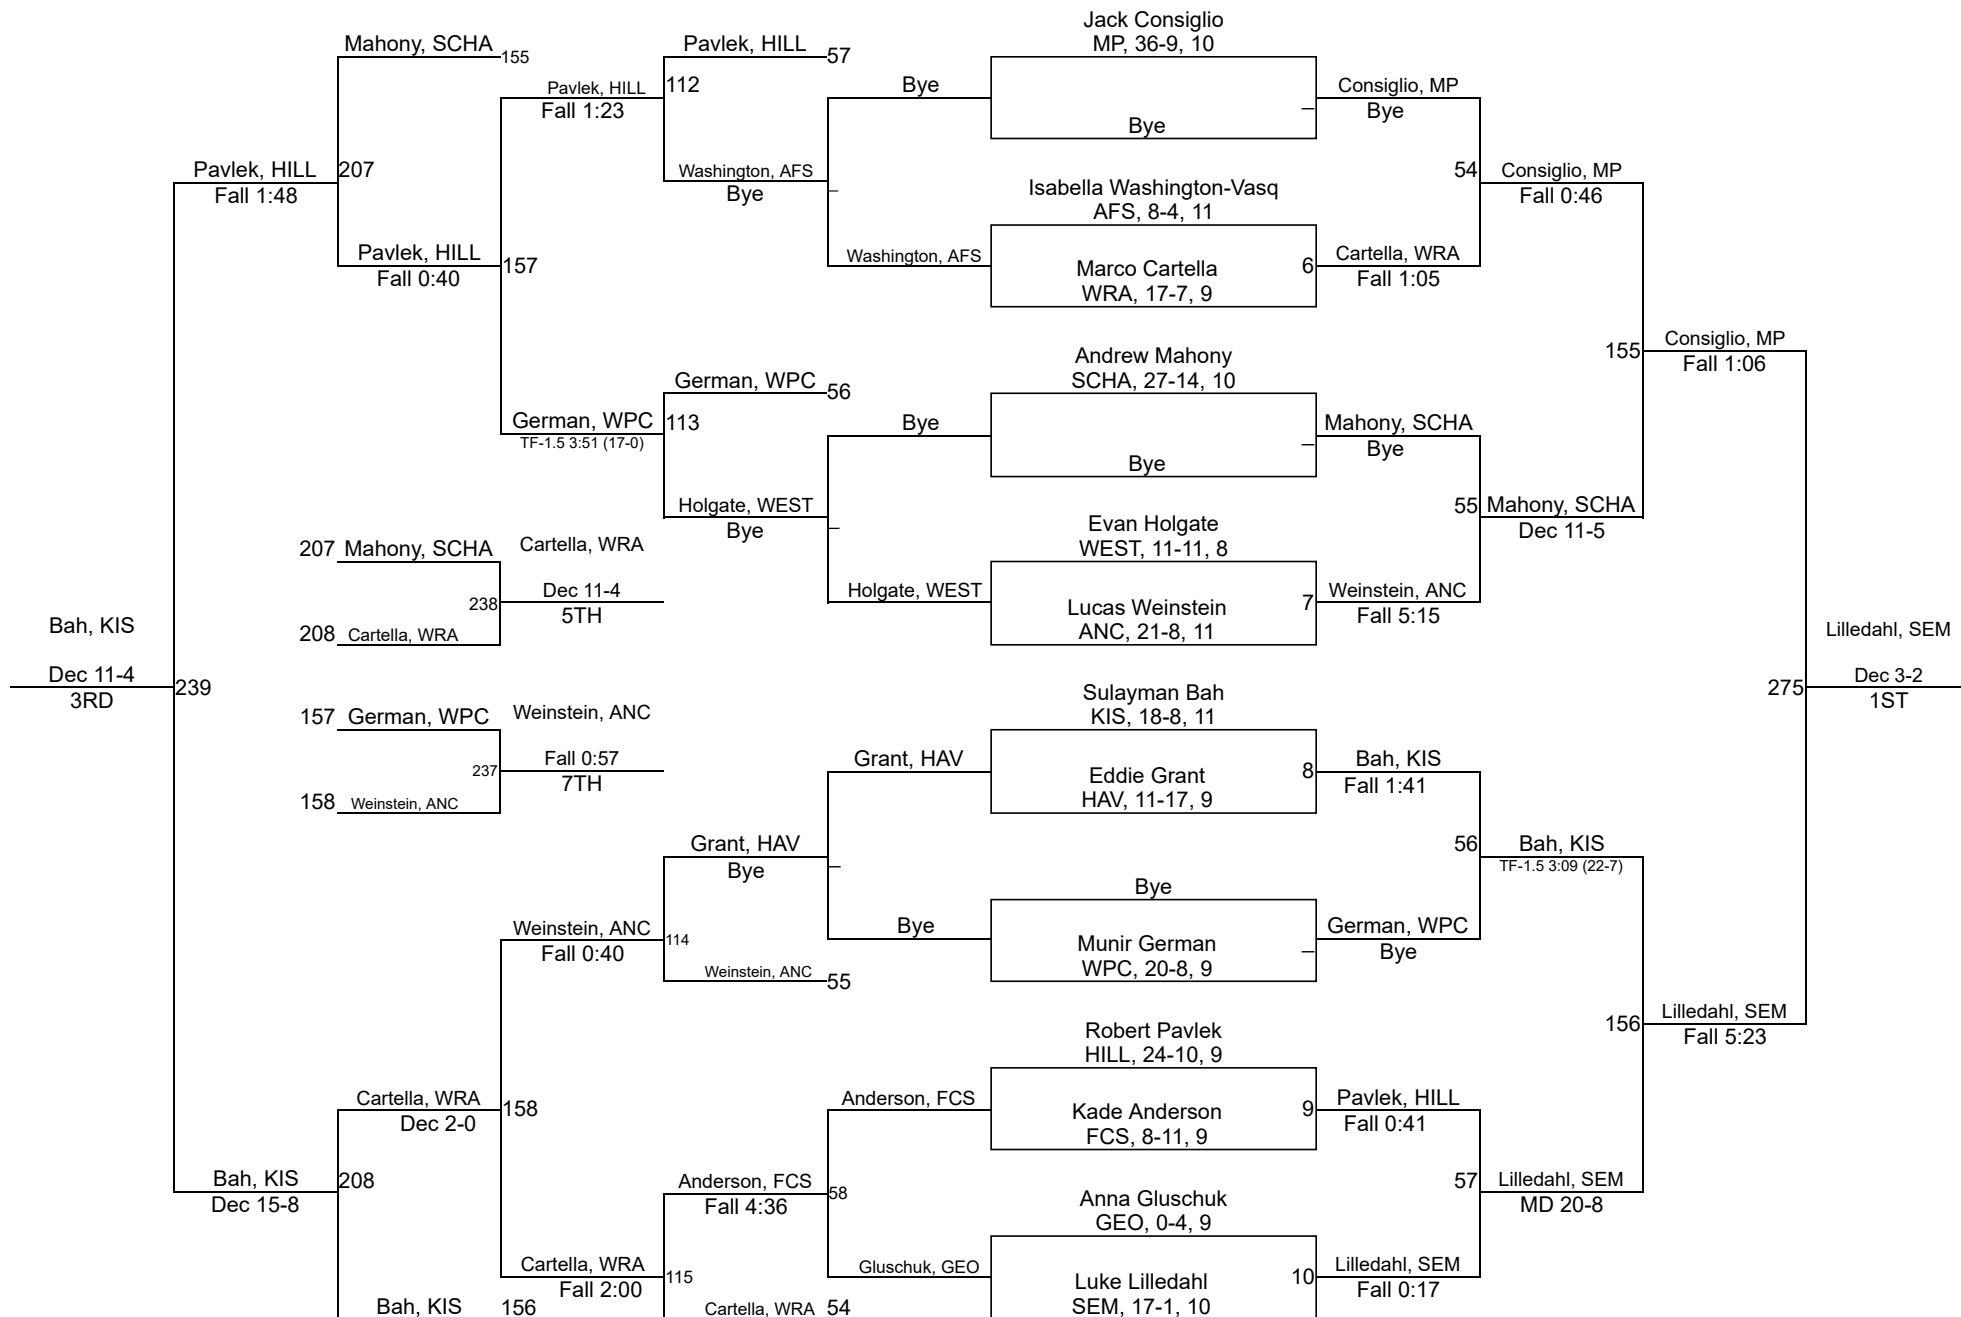 Jack Consiglio
MP, 36-9, 10
Mahony, SCHA
155
Pavlek, HILL
57
Pavlek, HILL
112
Fall 1:23
Bye
Bye
_
Consiglio, MP
Bye
Pavlek, HILL
207
Fall 1:48
Washington, AFS
Bye
_
Isabella Washington-Vasq
AFS, 8-4, 11
54
Consiglio, MP
Fall 0:46
Pavlek, HILL
Fall 0:40
157
Washington, AFS
Marco Cartella
WRA, 17-7, 9
6
Cartella, WRA
Fall 1:05
Andrew Mahony
SCHA, 27-14, 10
155
Consiglio, MP
Fall 1:06
German, WPC
56
German, WPC
113
TF-1.5 3:51 (17-0)
Bye
Bye
_
Mahony, SCHA
Bye
Holgate, WEST
Bye
_
Evan Holgate
WEST, 11-11, 8
55
Mahony, SCHA
Dec 11-5
207
Mahony, SCHA
Cartella, WRA
238
Dec 11-4
5TH
208
Cartella, WRA
Holgate, WEST
Lucas Weinstein
ANC, 21-8, 11
7
Weinstein, ANC
Fall 5:15
Bah, KIS
Dec 11-4
3RD
239
Lilledahl, SEM
275
Dec 3-2
1ST
157
German, WPC
Weinstein, ANC
237
Fall 0:57
7TH
158
Weinstein, ANC
Sulayman Bah
KIS, 18-8, 11
Grant, HAV
Eddie Grant
HAV, 11-17, 9
8
Bah, KIS
Fall 1:41
Grant, HAV
Bye
_
Bye
56
Bah, KIS
TF-1.5 3:09 (22-7)
Weinstein, ANC
Fall 0:40
114
Weinstein, ANC
55
Bye
Munir German
WPC, 20-8, 9
_
German, WPC
Bye
Robert Pavlek
HILL, 24-10, 9
156
Lilledahl, SEM
Fall 5:23
Cartella, WRA
Dec 2-0
158
Anderson, FCS
Kade Anderson
FCS, 8-11, 9
9
Pavlek, HILL
Fall 0:41
Bah, KIS
208
Dec 15-8
Anderson, FCS
58
Fall 4:36
Anna Gluschuk
GEO, 0-4, 9
57
Lilledahl, SEM
MD 20-8
Cartella, WRA
115
Fall 2:00
Gluschuk, GEO
Luke Lilledahl
SEM, 17-1, 10
10
Lilledahl, SEM
Fall 0:17
Bah, KIS
156
Cartella, WRA
54